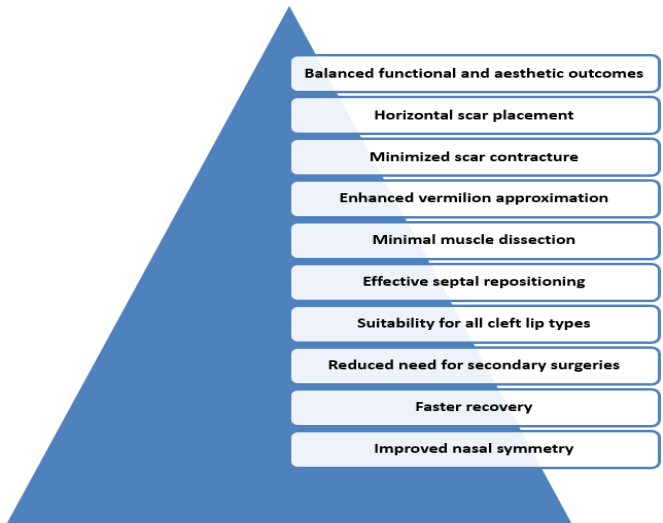 Balanced functional and aesthetic outcomes
Horizontal scar placement
Minimized scar contracture
Enhanced vermilion approximation
Minimal muscle dissection
Effective septal repositioning
Suitability for all cleft lip types
Reduced need for secondary surgeries
Faster recovery
Improved nasal symmetry